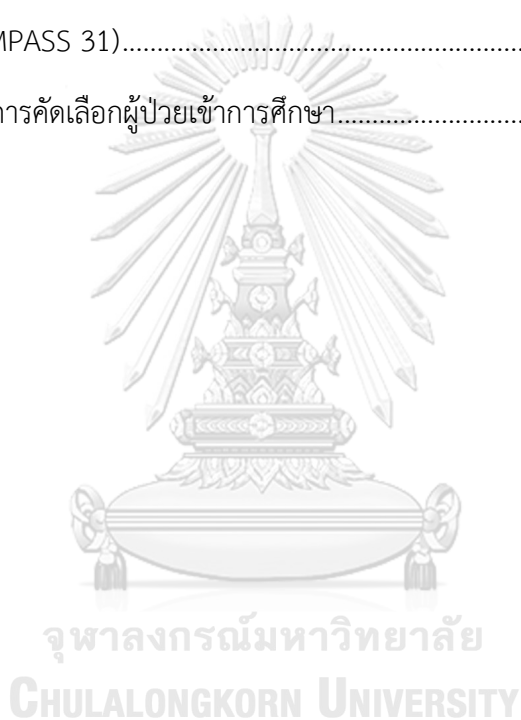 MPASS 31)......................................................
การคัดเลือกผู้ป่วยเข้าการศึกษา............................
จุฬาลงกรณ์มหาวิทยาลัย
CHULALONGKORN UNIVERSITY